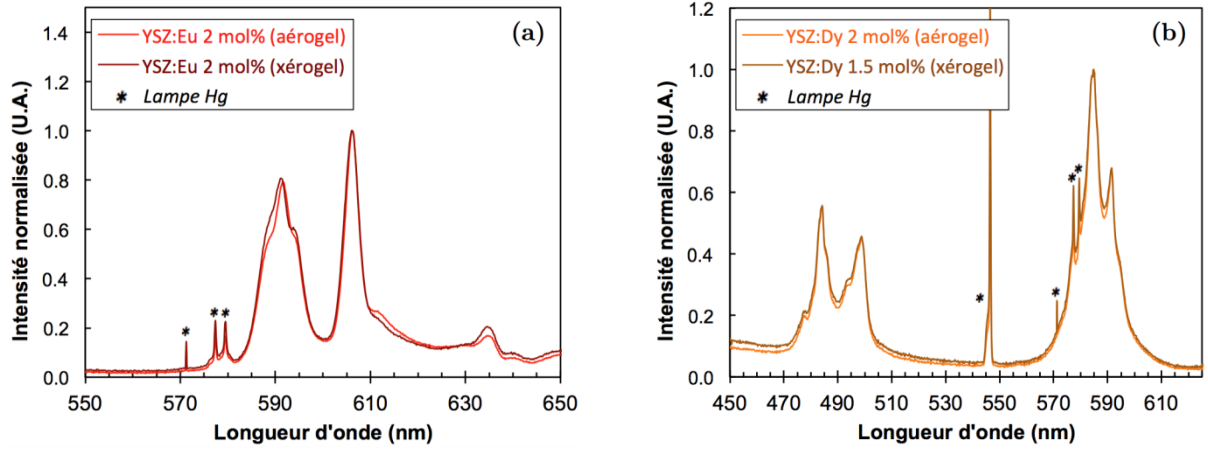 (a)
YSZ:Eu 2 mol% (aérogel)
YSZ:Eu 2 mol% (xérogel)
* Lampe Hg
Intensité normalisée (U.A.)
1.4
1.2
1.0
0.8
0.6
0.4
0.2
0.0
* * *
550 570 590 610 630 650
Longueur d'onde (nm)
(b)
YSZ:Dy 2 mol% (aérogel)
YSZ:Dy 1.5 mol% (xérogel)
* Lampe Hg
Intensité normalisée (U.A.)
1.2
1.0
0.8
0.6
0.4
0.2
0.0
* * * *
450 470 490 510 530 550 570 590 610
Longueur d'onde (nm)